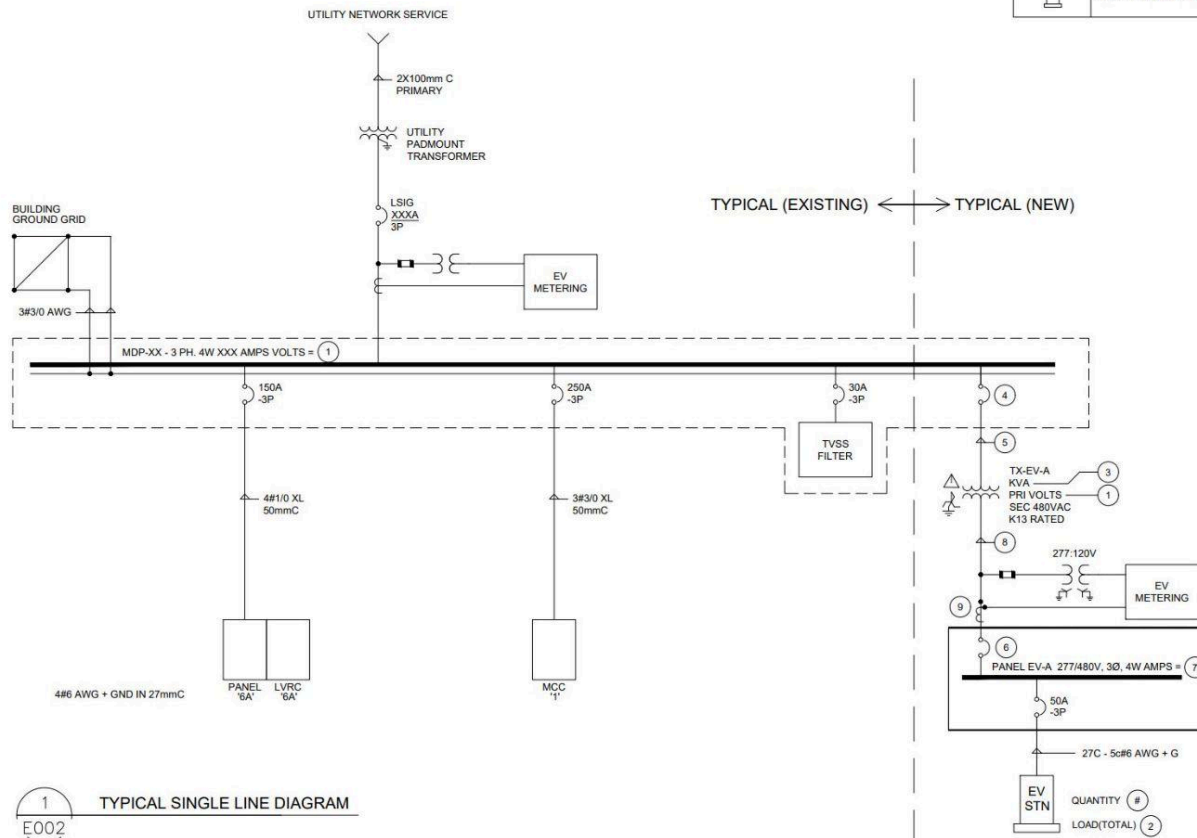 UTILITY NETWORK SERVICE
2X100mm C
PRIMARY
UTILITY
PADMOUNT
TRANSFORMER
LSIG
XXXA
3P
TYPICAL (EXISTING)
TYPICAL (NEW)
BUILDING
GROUND GRID
3#3/0 AWG
EV
METERING
MDP-XX - 3 PH. 4W XXX AMPS VOLTS = 1
150A
-3P
250A
-3P
30A
-3P
4
TVSS
FILTER
5
4#1/0 XL
50mmC
3#3/0 XL
50mmC
TX-EV-A
KVA 3
PRI VOLTS 1
SEC 480VAC
K13 RATED
8
277:120V
EV
METERING
9
6
PANEL EV-A 277/480V, 3Ø, 4W AMPS = 7
50A
-3P
PANEL
'6A'
LVRC
'6A'
MCC
'1'
4#6 AWG + GND IN 27mmC
27C - 5c#6 AWG + G
EV
STN
QUANTITY #
LOAD(TOTAL) 2
1
TYPICAL SINGLE LINE DIAGRAM
E002